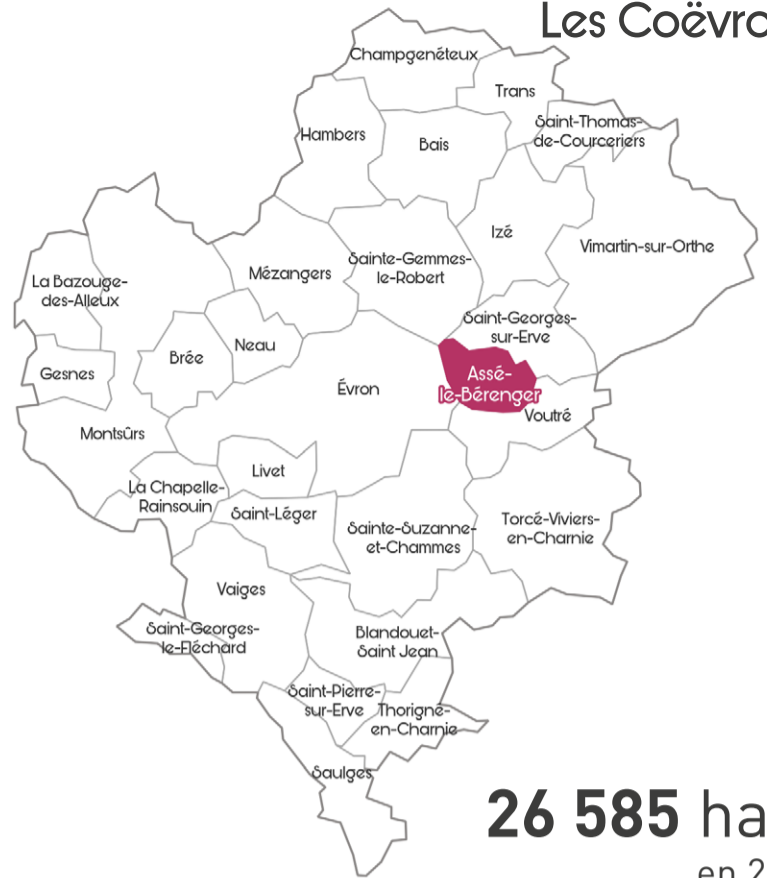 Les Coëvro
Champgenéteux
Trans
Saint-Thomas-
de-Courceriers
Hambers
Bais
Izé
Vimartin-sur-Orthe
Mézangers
Sainte-Gemmes-
le-Robert
La Bazouge-
des-Alleux
Saint-Georges-
sur-Erve
Neau
Brée
Gesnes
Évron
Assé-
le-Bérenger
Voutré
Montsûrs
Livet
La Chapelle-
Rainsouin
Saint-Léger
Sainte-Suzanne-
et-Chammes
Torcé-Viviers-
en-Charnie
Vaiges
Saint-Georges-
le-Fléchard
Blandouet-
Saint Jean
Saint-Pierre-
sur-Erve
Thorigné-
en-Charnie
Saulges
26 585 ha
en 2